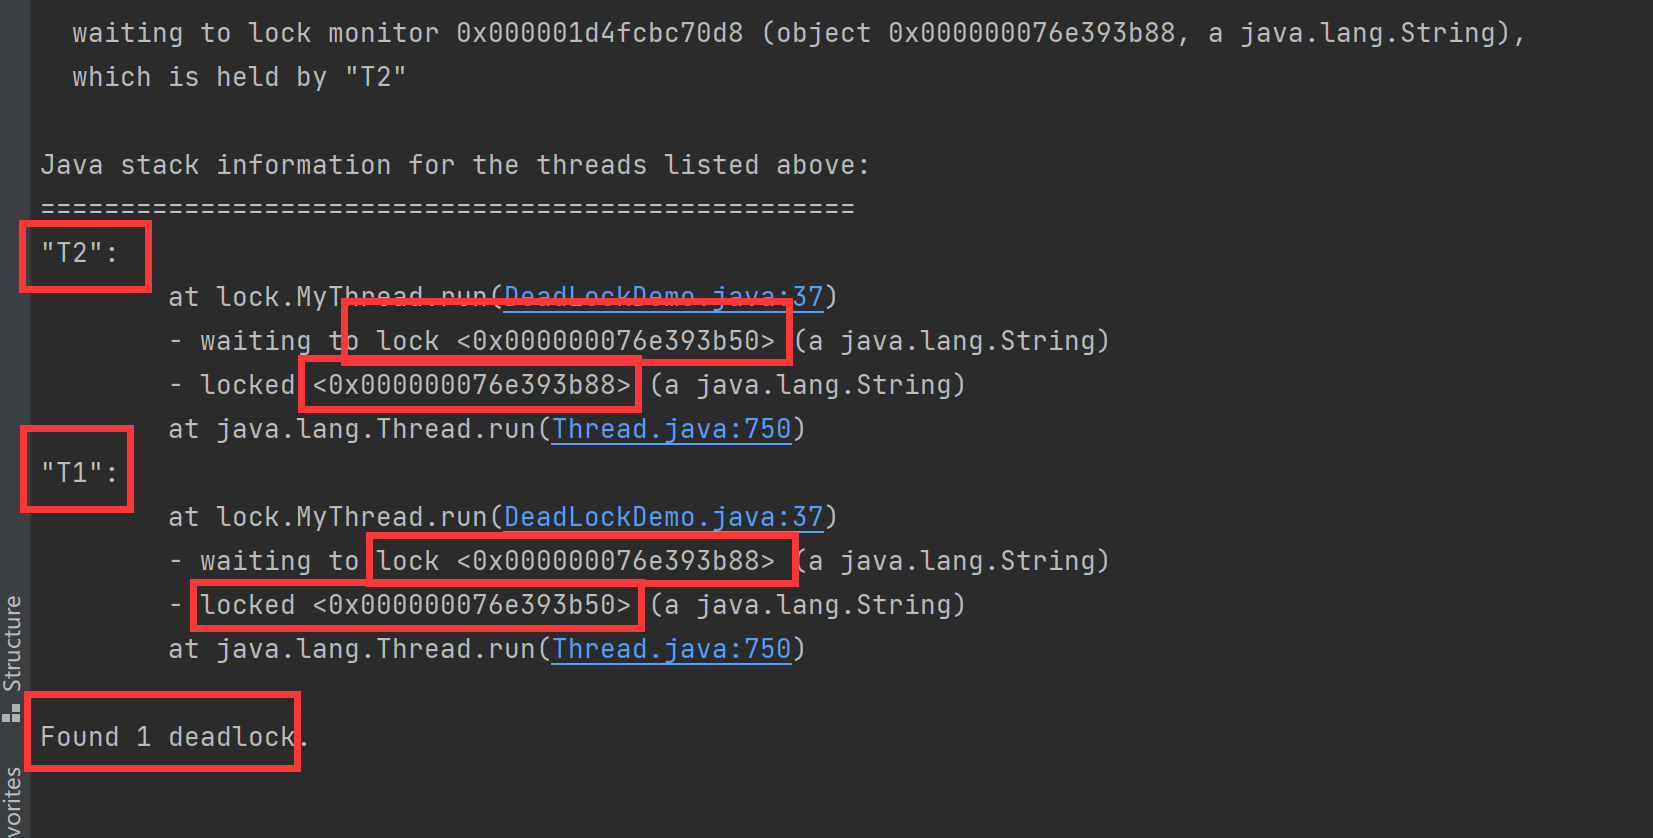 waiting to lock monitor 0x000001d4fcbc70d8 (object 0x000000076e393b88, a java.lang.String),
which is held by "T2"
Java stack information for the threads listed above:
===================================================
"T2":
at lock.MyThread.run(DeadLockDemo.java:37)
- waiting to lock <0x000000076e393b50> (a java.lang.String)
- locked <0x000000076e393b88> (a java.lang.String)
at java.lang.Thread.run(Thread.java:750)
"T1":
at lock.MyThread.run(DeadLockDemo.java:37)
- waiting to lock <0x000000076e393b88> (a java.lang.String)
- locked <0x000000076e393b50> (a java.lang.String)
at java.lang.Thread.run(Thread.java:750)
Found 1 deadlock.
Structure
vorites